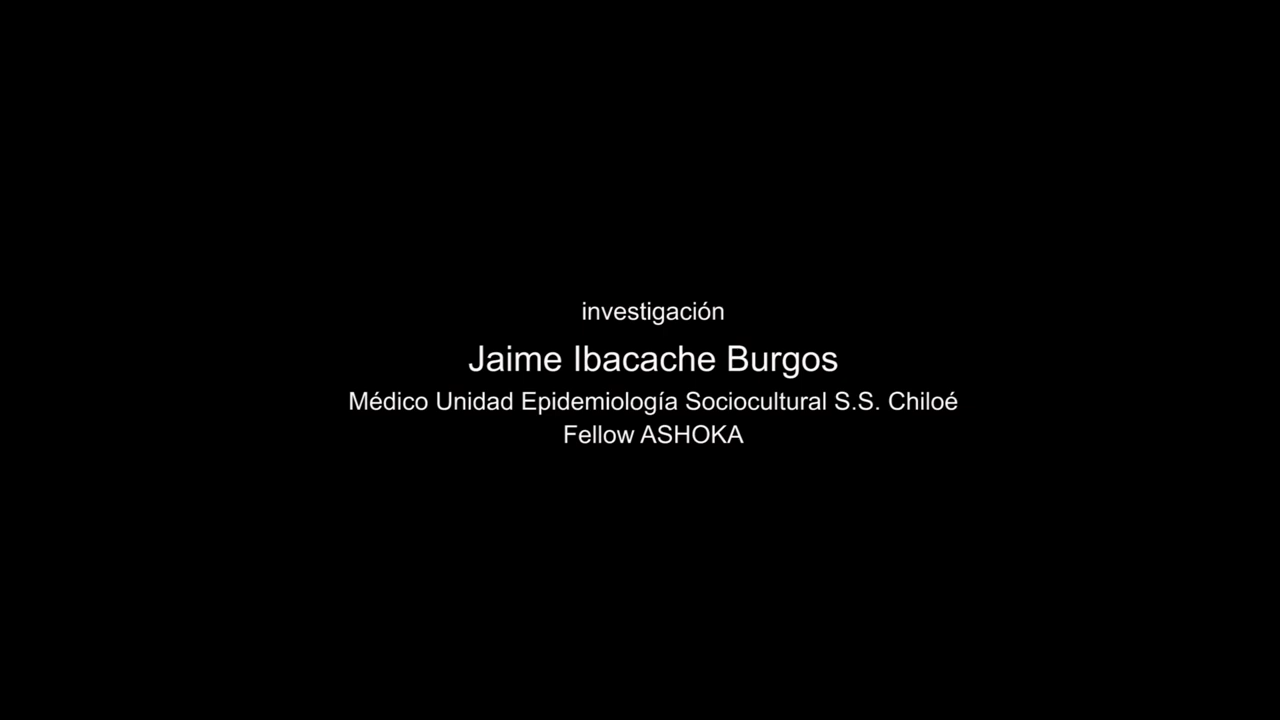 investigación
Jaime Ibacache Burgos
Médico Unidad Epidemiología Sociocultural S.S. Chiloé
Fellow ASHOKA